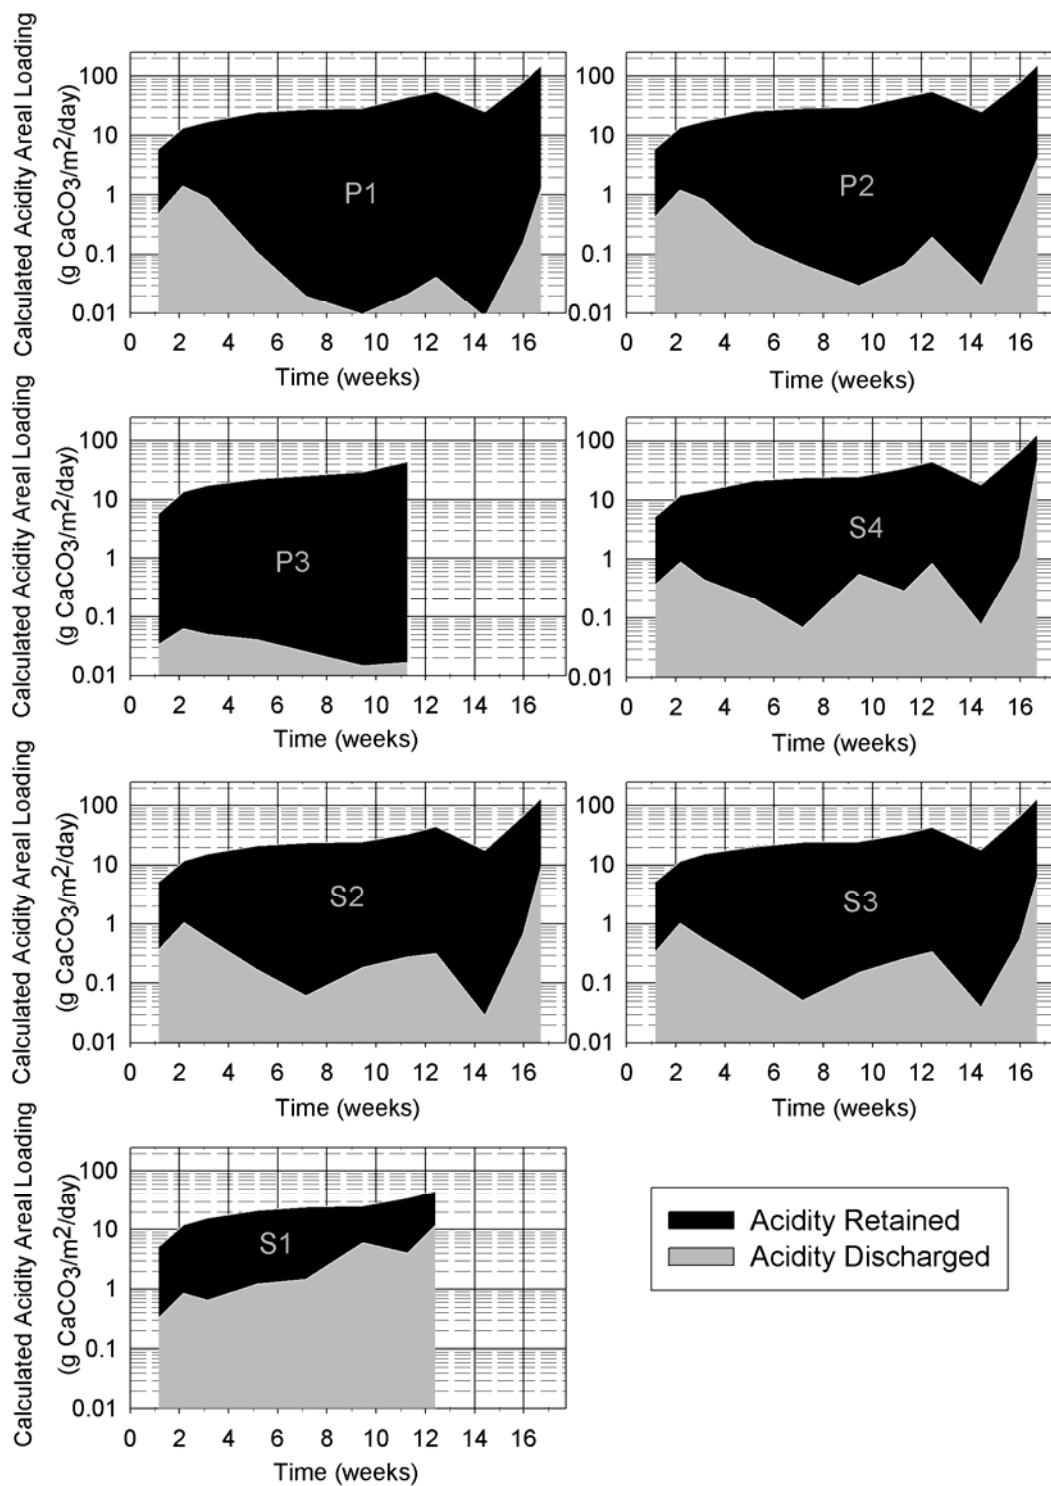 Calculated Acidity Areal Loading
(g CaCO3/m2/day)
100
10
1
0.1
0.01
P1
0 2 4 6 8 10 12 14 16
Time (weeks)
100
10
1
0.1
0.01
P2
0 2 4 6 8 10 12 14 16
Time (weeks)
Calculated Acidity Areal Loading
(g CaCO3/m2/day)
100
10
1
0.1
0.01
P3
0 2 4 6 8 10 12 14 16
Time (weeks)
100
10
1
0.1
0.01
S4
0 2 4 6 8 10 12 14 16
Time (weeks)
Calculated Acidity Areal Loading
(g CaCO3/m2/day)
100
10
1
0.1
0.01
S2
0 2 4 6 8 10 12 14 16
Time (weeks)
100
10
1
0.1
0.01
S3
0 2 4 6 8 10 12 14 16
Time (weeks)
Calculated Acidity Areal Loading
(g CaCO3/m2/day)
100
10
1
0.1
0.01
S1
0 2 4 6 8 10 12 14 16
Time (weeks)
Acidity Retained
Acidity Discharged